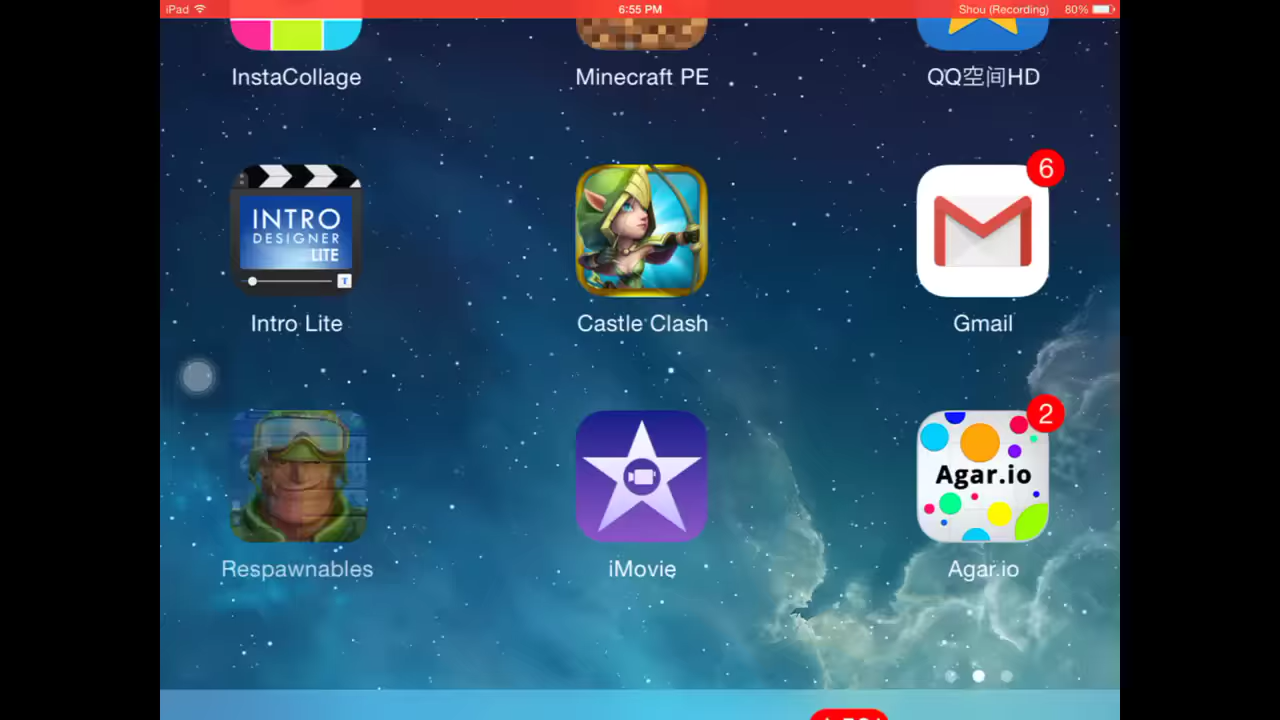 iPad 6:55 PM Shou (Recording) 80%
InstaCollage Minecraft PE QQ空间HD
6
INTRO
DESIGNER
LITE
T
Intro Lite Castle Clash Gmail
2
Agar.io
Respawnables iMovie Agar.io